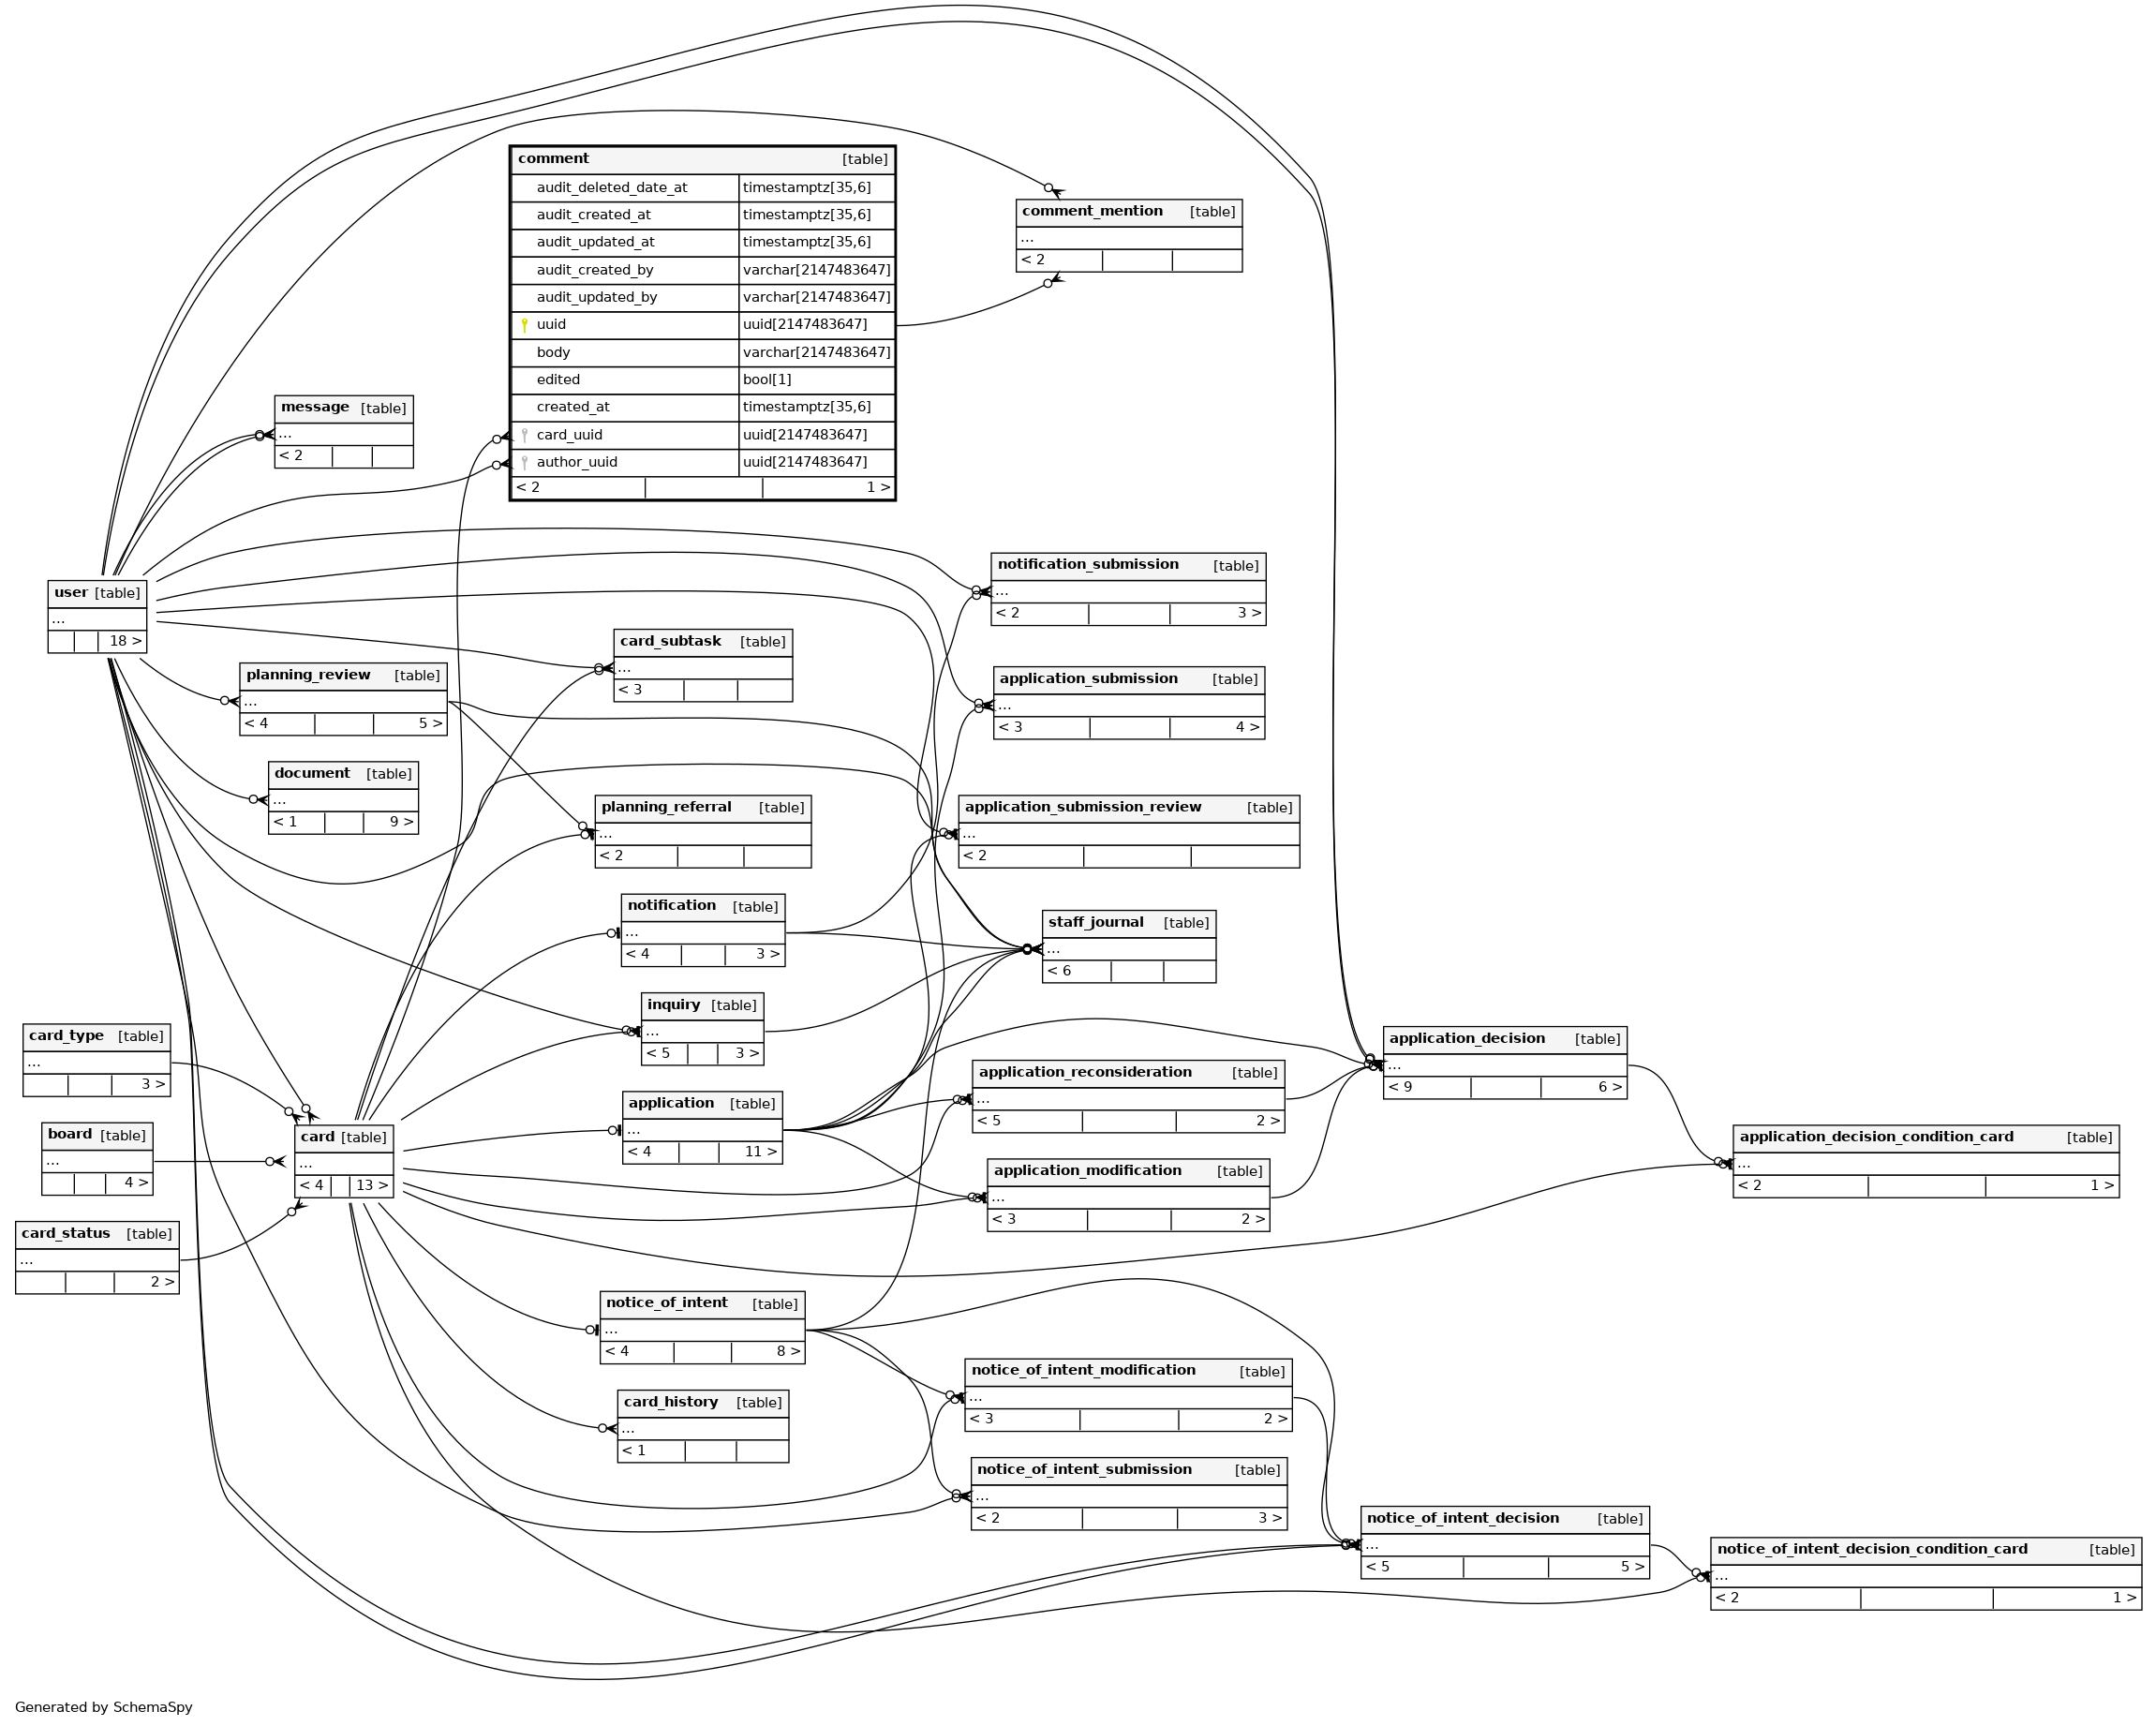 comment [table]
audit_deleted_date_at timestamptz[35,6]
audit_created_at timestamptz[35,6]
audit_updated_at timestamptz[35,6]
audit_created_by varchar[2147483647]
audit_updated_by varchar[2147483647]
uuid uuid[2147483647]
body varchar[2147483647]
edited bool[1]
created_at timestamptz[35,6]
card_uuid uuid[2147483647]
author_uuid uuid[2147483647]
< 2 1 >
comment_mention [table]
...
< 2
message [table]
...
< 2
user [table]
...
18 >
notification_submission [table]
...
< 2 3 >
card_subtask [table]
...
< 3
planning_review [table]
...
< 4 5 >
application_submission [table]
...
< 3 4 >
document [table]
...
< 1 9 >
planning_referral [table]
...
< 2
application_submission_review [table]
...
< 2
notification [table]
...
< 4 3 >
staff_journal [table]
...
< 6
inquiry [table]
...
< 5 3 >
card_type [table]
...
3 >
application_decision [table]
...
< 9 6 >
application_reconsideration [table]
...
< 5 2 >
application [table]
...
< 4 11 >
board [table]
...
4 >
card [table]
...
< 4 13 >
application_decision_condition_card [table]
...
< 2 1 >
application_modification [table]
...
< 3 2 >
card_status [table]
...
2 >
notice_of_intent [table]
...
< 4 8 >
notice_of_intent_modification [table]
...
< 3 2 >
card_history [table]
...
< 1
notice_of_intent_submission [table]
...
< 2 3 >
notice_of_intent_decision [table]
...
< 5 5 >
notice_of_intent_decision_condition_card [table]
...
< 2 1 >
Generated by SchemaSpy